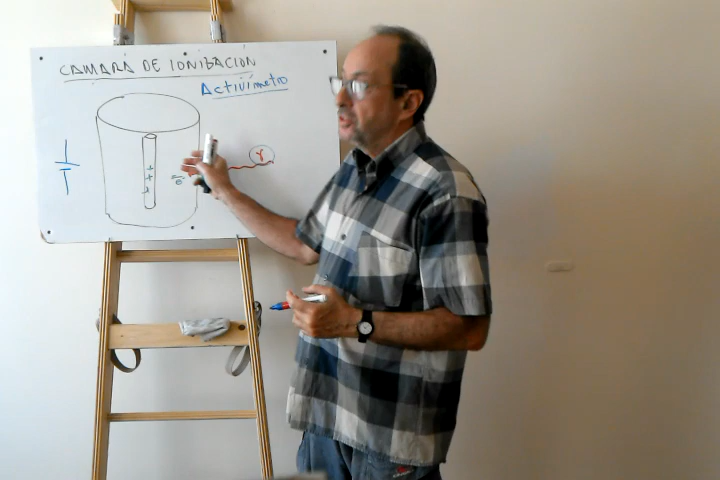 CAMARA DE IONIZACION
Activímetro
+
+
+
e⁻
γ